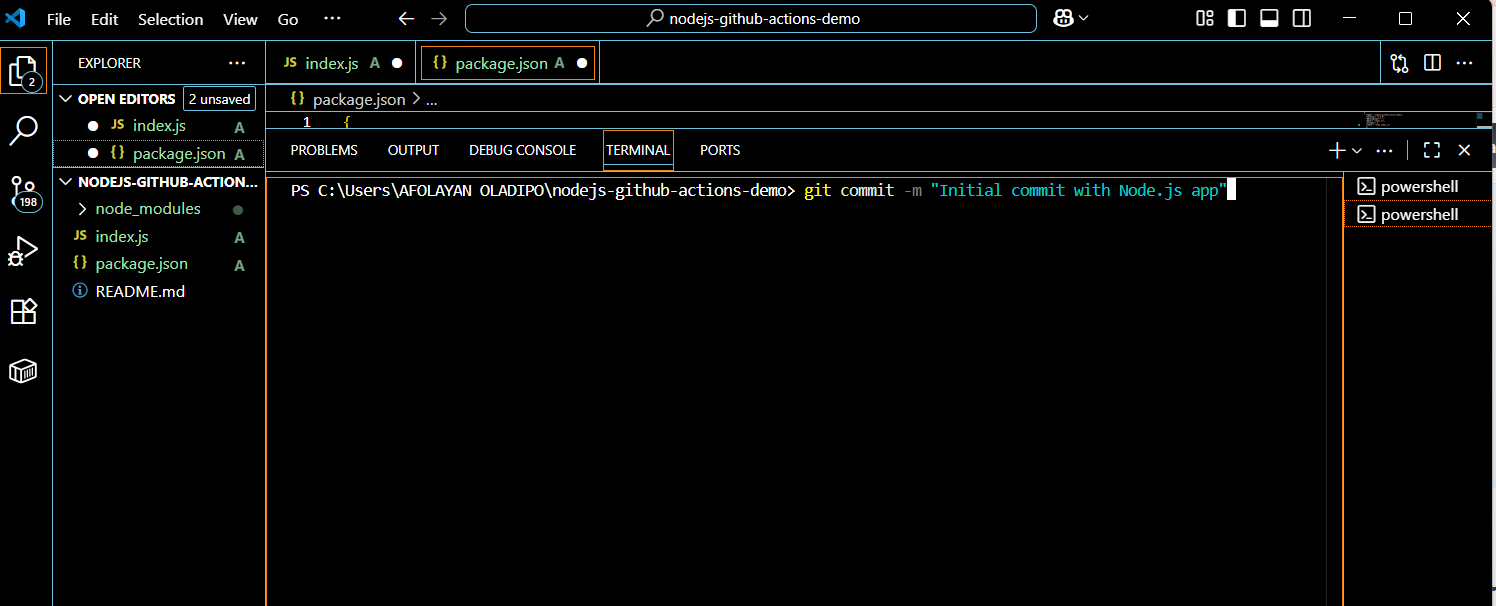 File Edit Selection View Go ··· nodejs-github-actions-demo
EXPLORER ···
JS index.js A
{} package.json A
OPEN EDITORS 2 unsaved
JS index.js A
{} package.json A
NODEJS-GITHUB-ACTION...
node_modules
JS index.js A
{} package.json A
README.md
2
198
{} package.json > ...
1 {
PROBLEMS OUTPUT DEBUG CONSOLE TERMINAL PORTS
PS C:\Users\AFOLAYAN OLADIPO\nodejs-github-actions-demo> git commit -m "Initial commit with Node.js app"
powershell
powershell